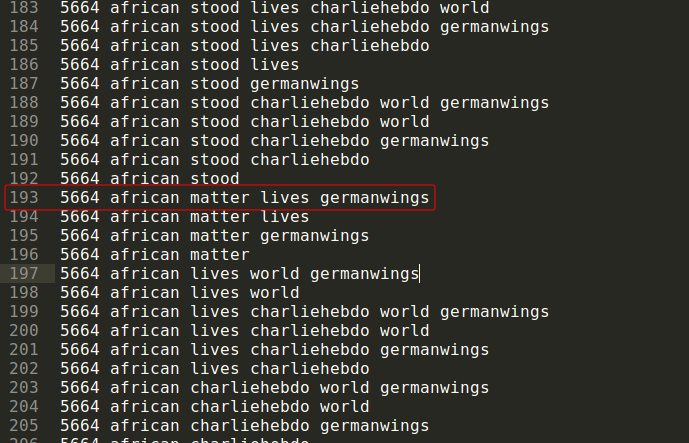 183 5664 african stood lives charliehebdo world
184 5664 african stood lives charliehebdo germanwings
185 5664 african stood lives charliehebdo
186 5664 african stood lives
187 5664 african stood germanwings
188 5664 african stood charliehebdo world germanwings
189 5664 african stood charliehebdo world
190 5664 african stood charliehebdo germanwings
191 5664 african stood charliehebdo
192 5664 african stood
193 5664 african matter lives germanwings
194 5664 african matter lives
195 5664 african matter germanwings
196 5664 african matter
197 5664 african lives world germanwings
198 5664 african lives world
199 5664 african lives charliehebdo world germanwings
200 5664 african lives charliehebdo world
201 5664 african lives charliehebdo germanwings
202 5664 african lives charliehebdo
203 5664 african charliehebdo world germanwings
204 5664 african charliehebdo world
205 5664 african charliehebdo germanwings
206 5664 african charliehebdo